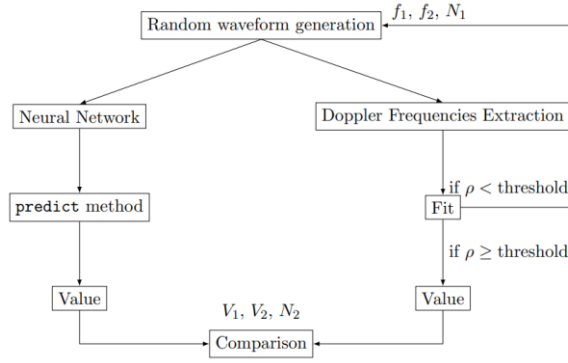 f₁, f₂, N₁
Random waveform generation
Neural Network
Doppler Frequencies Extraction
if ρ < threshold
predict method
Fit
if ρ ≥ threshold
Value
Value
V₁, V₂, N₂
Comparison